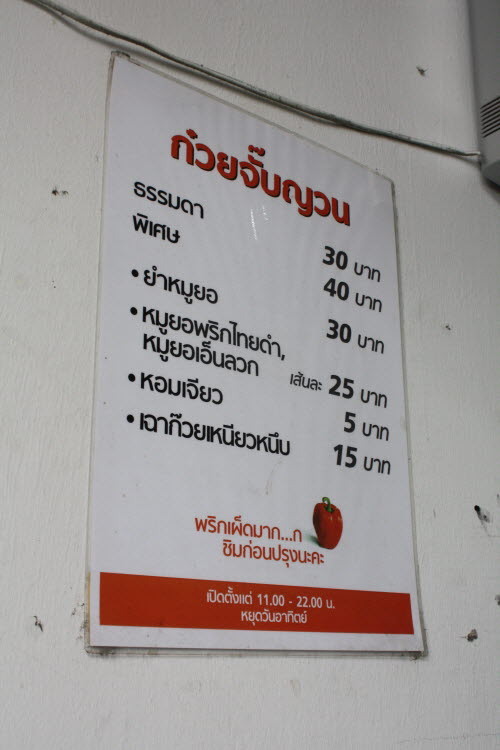 ก๋วยจั๊บญวน
ธรรมดา 30 บาท
พิเศษ 40 บาท
• ยำหมูยอ 30 บาท
• หมูยอพริกไทยดำ,
หมูยอเอ็นลวก เส้นละ 25 บาท
• หอมเจียว 5 บาท
• เฉาก๊วยเหนียวหนึบ 15 บาท
พริกเผ็ดมาก...ก
ชิมก่อนปรุงนะคะ
เปิดตั้งแต่ 11.00 - 22.00 น.
หยุดวันอาทิตย์